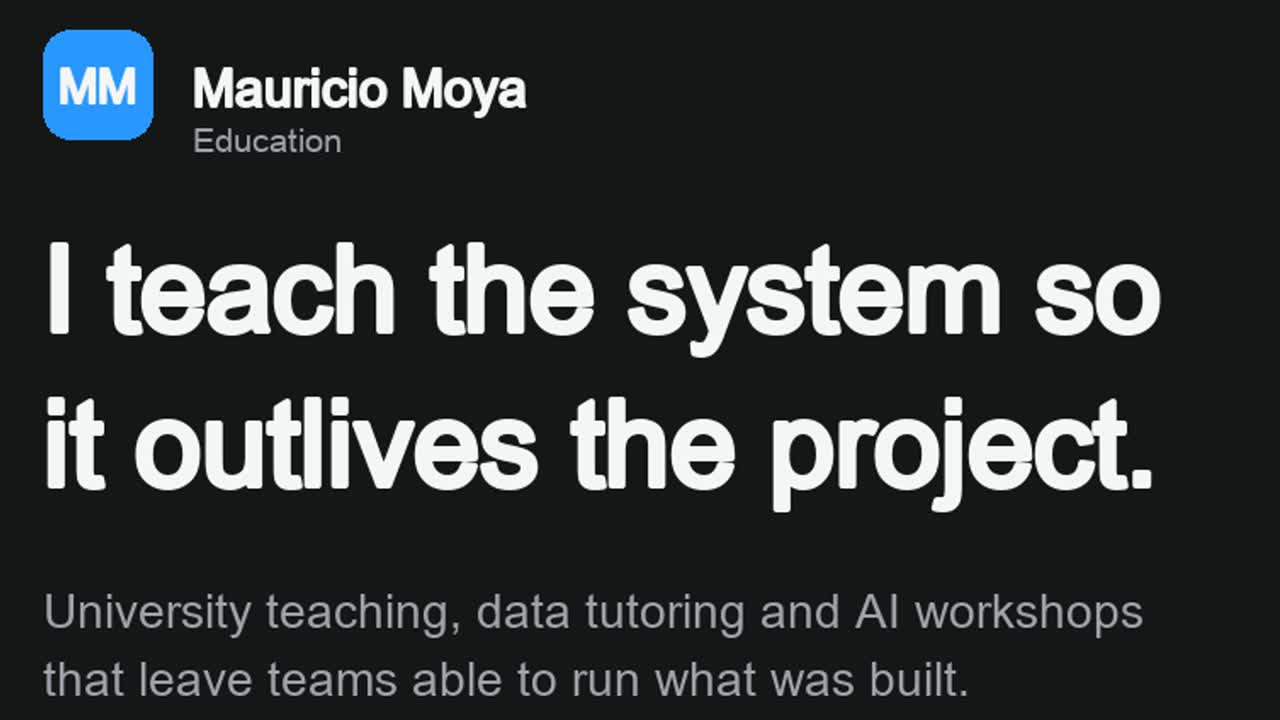 MM
Mauricio Moya
Education
I teach the system so
it outlives the project.
University teaching, data tutoring and AI workshops
that leave teams able to run what was built.